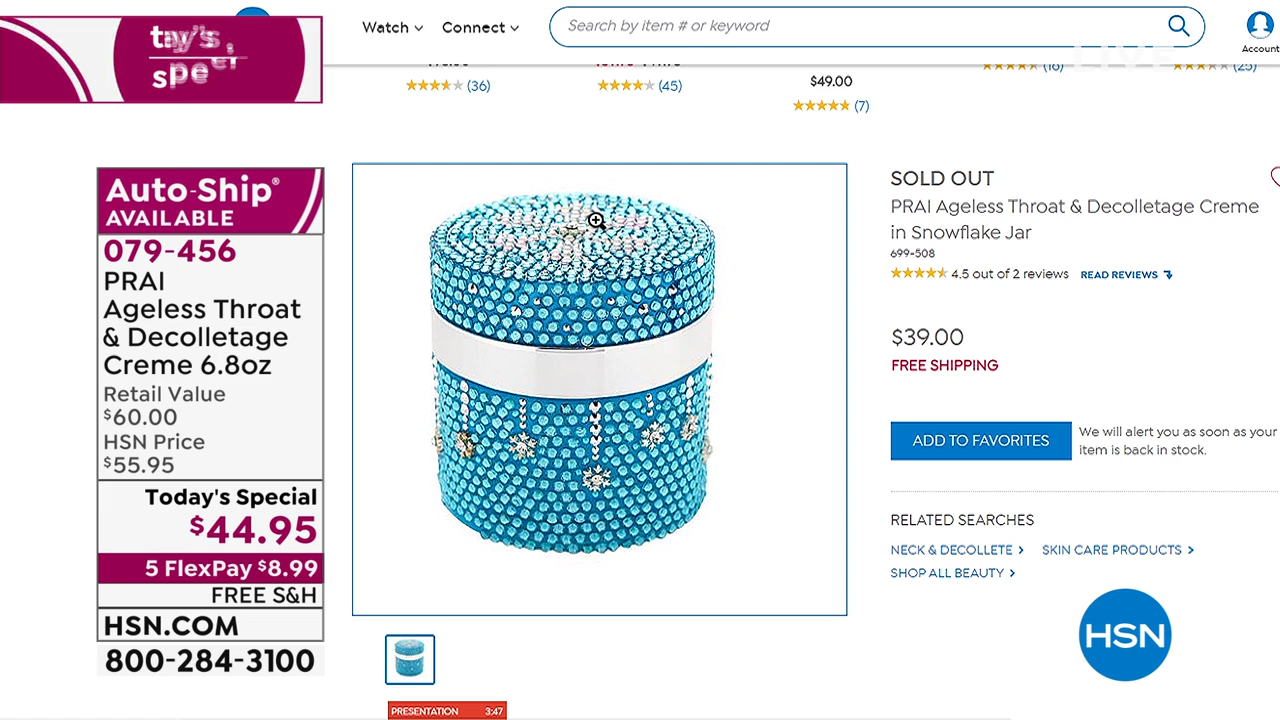 Watch
Connect
Search by item # or keyword
Account
LIVE
(36)
(45)
$49.00
(7)
(16)
(25)
Auto-Ship®
AVAILABLE
079-456
PRAI
Ageless Throat
& Decolletage
Creme 6.8oz
Retail Value
$60.00
HSN Price
$55.95
Today's Special
$44.95
5 FlexPay $8.99
FREE S&H
HSN.COM
800-284-3100
SOLD OUT
PRAI Ageless Throat & Decolletage Creme
in Snowflake Jar
699-508
4.5 out of 2 reviews READ REVIEWS
$39.00
FREE SHIPPING
ADD TO FAVORITES
We will alert you as soon as your
item is back in stock.
RELATED SEARCHES
NECK & DECOLLETE > SKIN CARE PRODUCTS >
SHOP ALL BEAUTY >
HSN
PRESENTATION 3:47